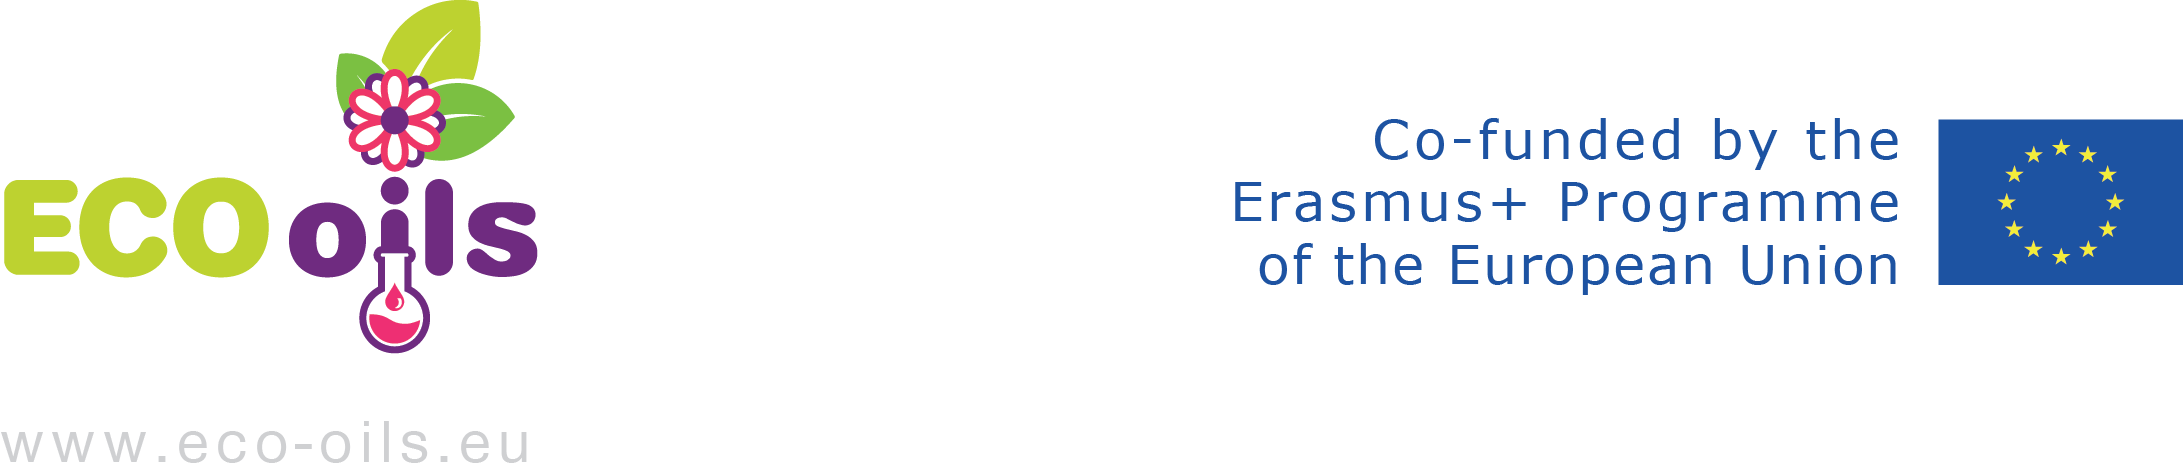 ECO oils
www.eco-oils.eu
Co-funded by the
Erasmus+ Programme
of the European Union